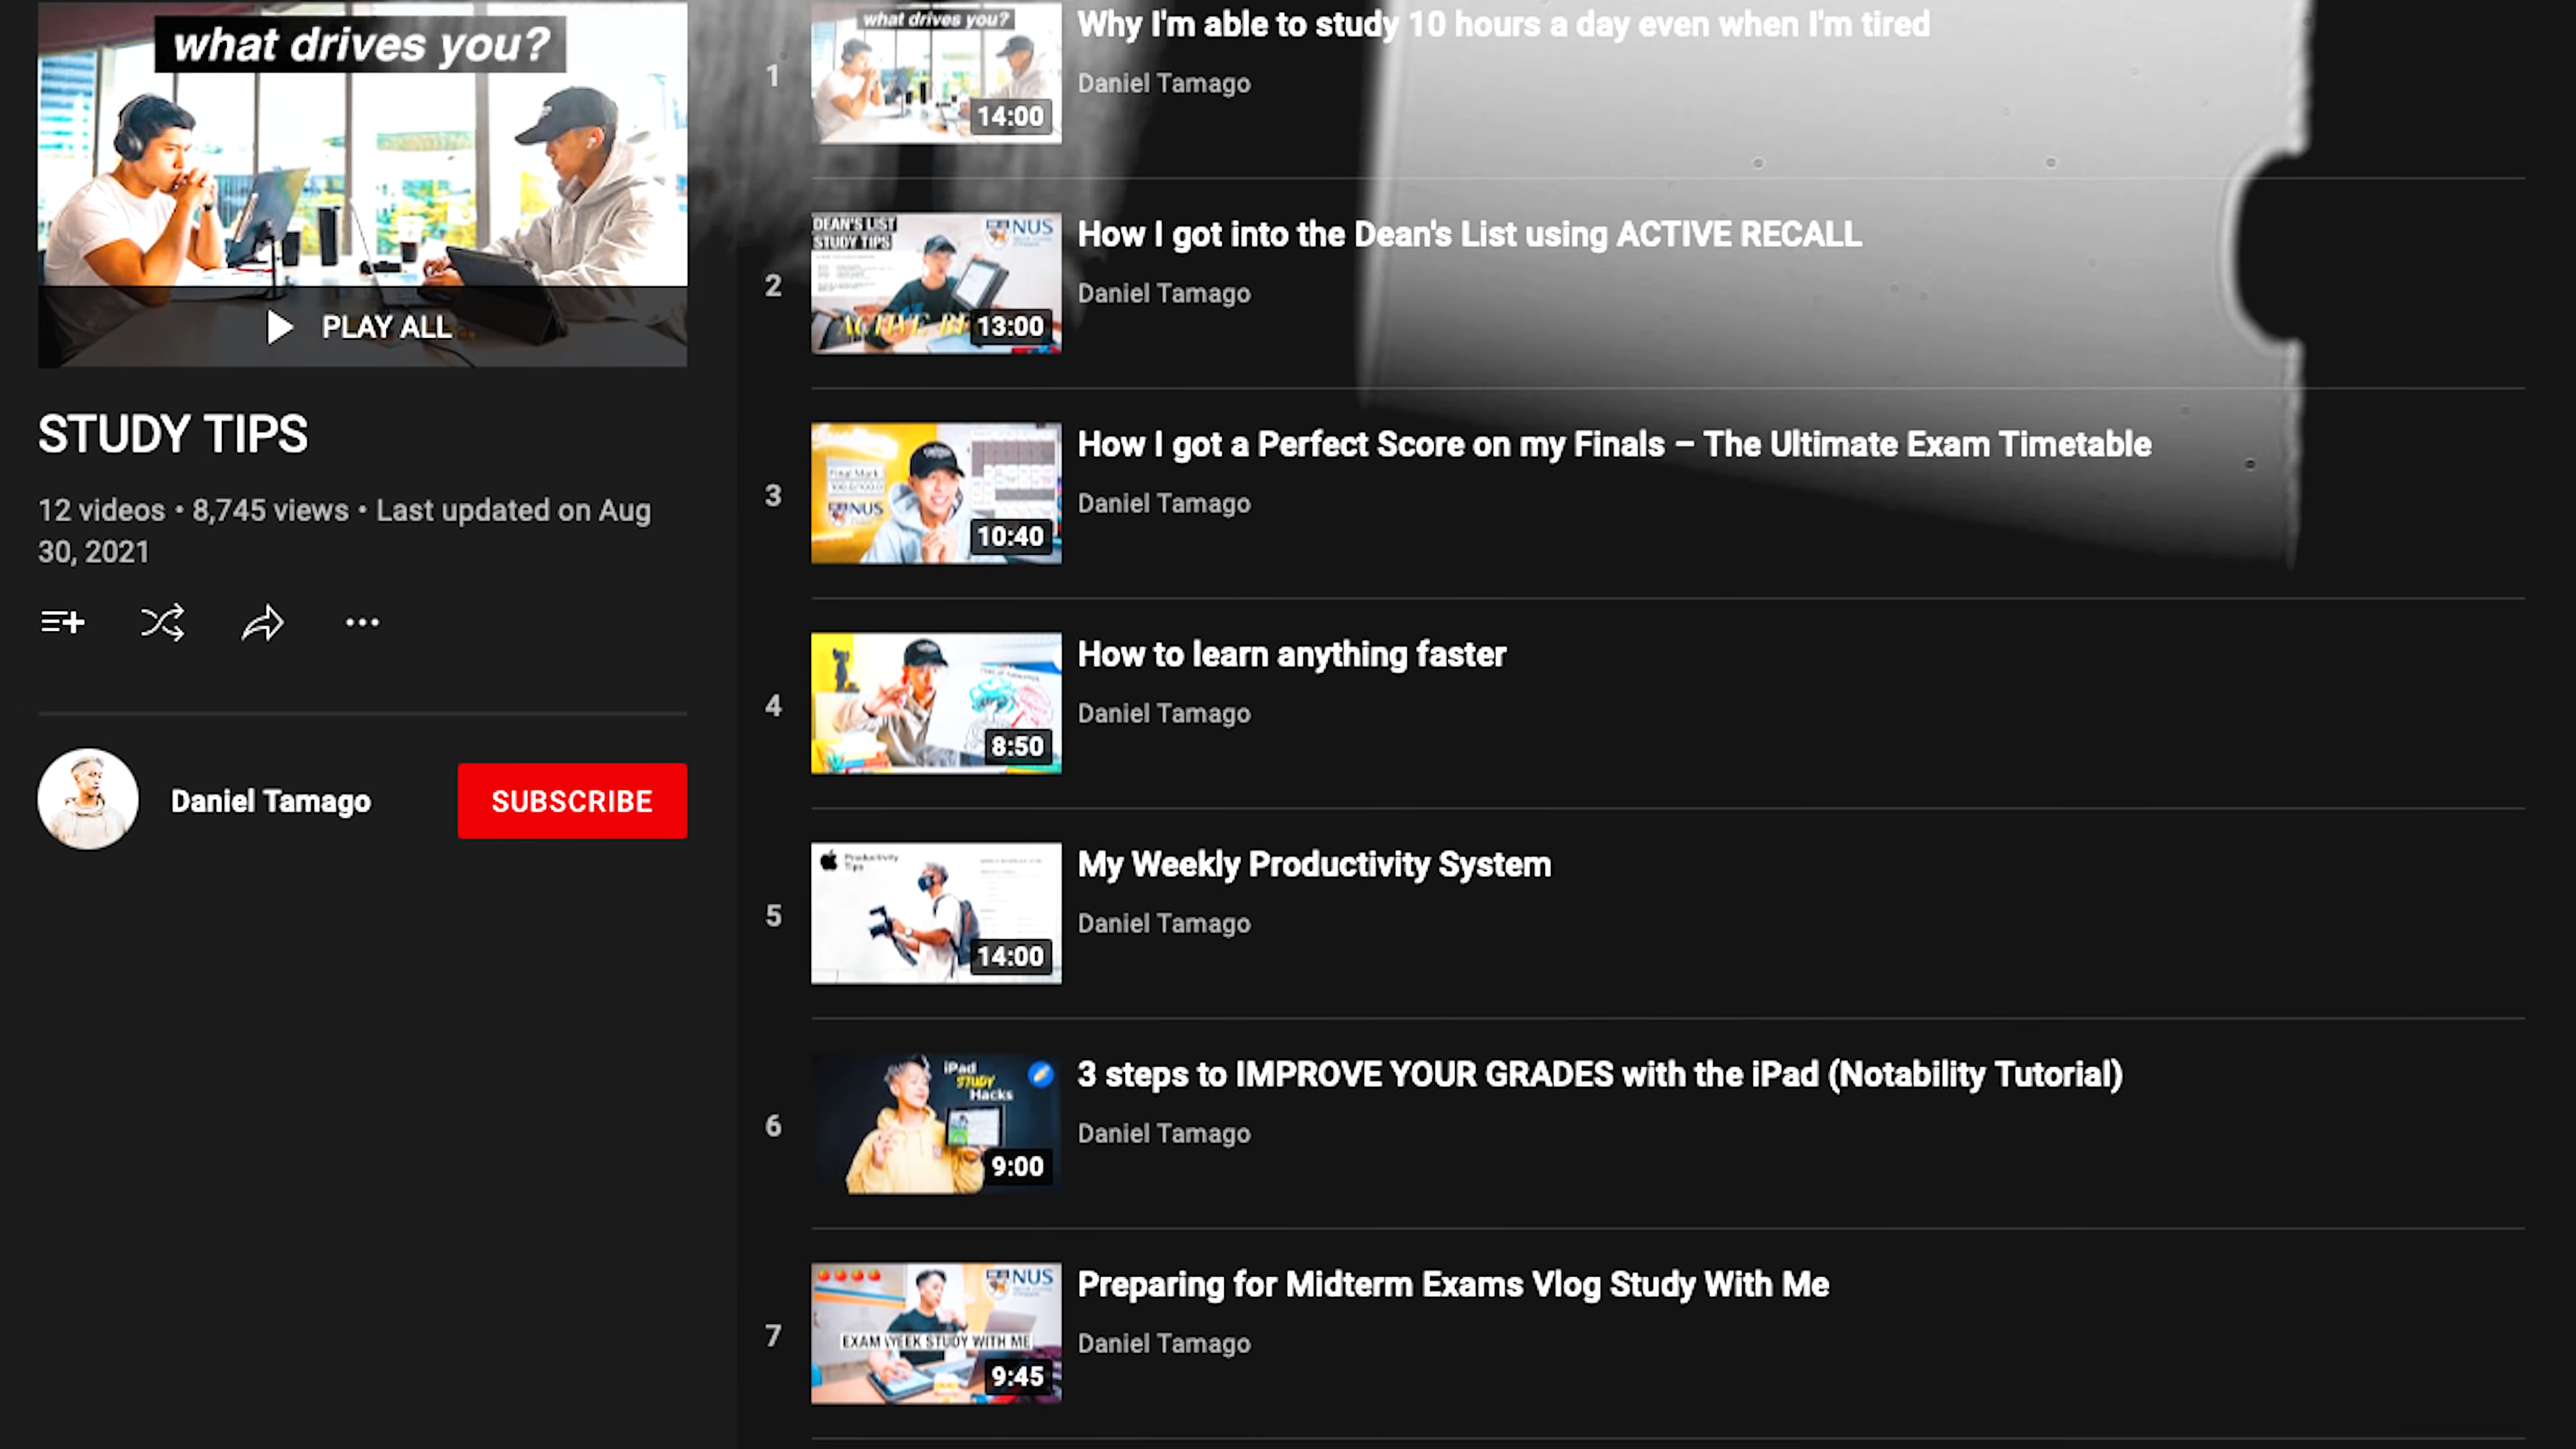 what drives you?
PLAY ALL
STUDY TIPS
12 videos • 8,745 views • Last updated on Aug
30, 2021
Daniel Tamago
SUBSCRIBE
1
what drives you?
14:00
Why I'm able to study 10 hours a day even when I'm tired
Daniel Tamago
2
DEAN'S LIST
STUDY TIPS
NUS
13:00
How I got into the Dean's List using ACTIVE RECALL
Daniel Tamago
3
Final Mark:
NUS
10:40
How I got a Perfect Score on my Finals – The Ultimate Exam Timetable
Daniel Tamago
4
8:50
How to learn anything faster
Daniel Tamago
5
Productivity
Tips
14:00
My Weekly Productivity System
Daniel Tamago
6
iPad
STUDY
Hacks
9:00
3 steps to IMPROVE YOUR GRADES with the iPad (Notability Tutorial)
Daniel Tamago
7
NUS
EXAM WEEK STUDY WITH ME
9:45
Preparing for Midterm Exams Vlog Study With Me
Daniel Tamago